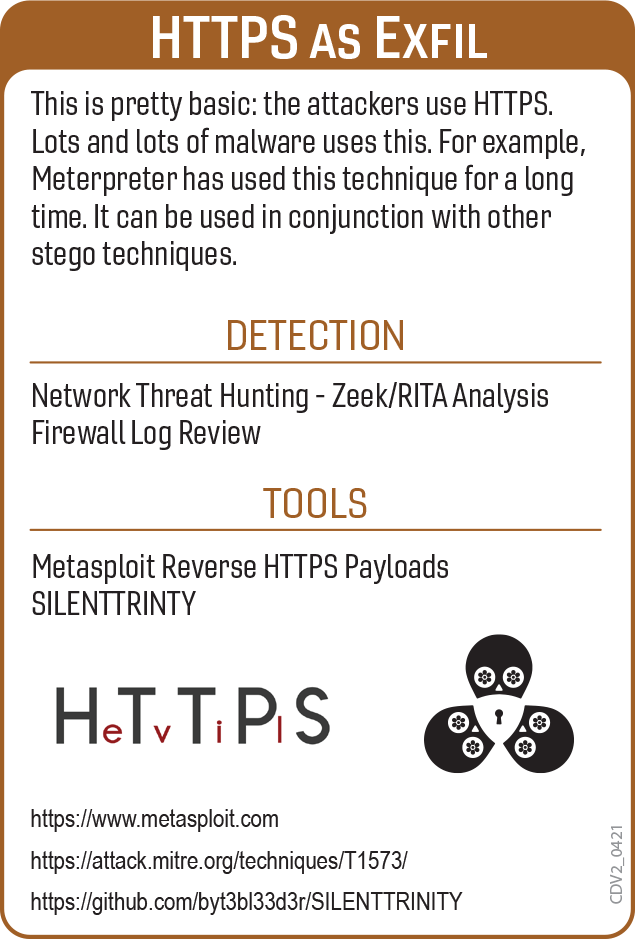 HTTPS AS EXFIL
This is pretty basic: the attackers use HTTPS.
Lots and lots of malware uses this. For example,
Meterpreter has used this technique for a long
time. It can be used in conjunction with other
stego techniques.
DETECTION
Network Threat Hunting - Zeek/RITA Analysis
Firewall Log Review
TOOLS
Metasploit Reverse HTTPS Payloads
SILENTTRINITY
HeTvTiPlS
https://www.metasploit.com
https://attack.mitre.org/techniques/T1573/
https://github.com/byt3bl33d3r/SILENTTRINITY
CDV2_0421